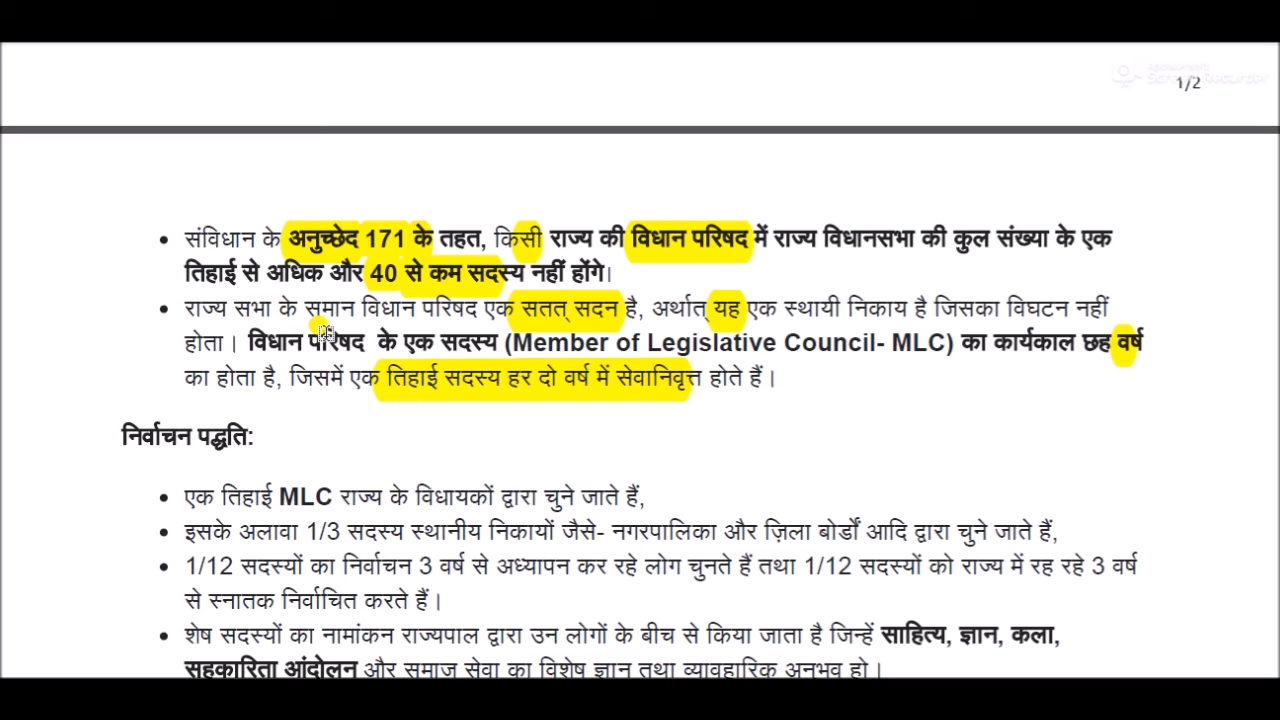 1/2
संविधान के अनुच्छेद 171 के तहत, किसी राज्य की विधान परिषद में राज्य विधानसभा की कुल संख्या के एक
तिहाई से अधिक और 40 से कम सदस्य नहीं होंगे।
राज्य सभा के समान विधान परिषद एक सतत् सदन है, अर्थात् यह एक स्थायी निकाय है जिसका विघटन नहीं
होता। विधान परिषद के एक सदस्य (Member of Legislative Council- MLC) का कार्यकाल छह वर्ष
का होता है, जिसमें एक तिहाई सदस्य हर दो वर्ष में सेवानिवृत्त होते हैं।
निर्वाचन पद्धति:
एक तिहाई MLC राज्य के विधायकों द्वारा चुने जाते हैं,
इसके अलावा 1/3 सदस्य स्थानीय निकायों जैसे- नगरपालिका और ज़िला बोर्डों आदि द्वारा चुने जाते हैं,
1/12 सदस्यों का निर्वाचन 3 वर्ष से अध्यापन कर रहे लोग चुनते हैं तथा 1/12 सदस्यों को राज्य में रह रहे 3 वर्ष
से स्नातक निर्वाचित करते हैं।
शेष सदस्यों का नामांकन राज्यपाल द्वारा उन लोगों के बीच से किया जाता है जिन्हें साहित्य, ज्ञान, कला,
सहकारिता आंदोलन और समाज सेवा का विशेष ज्ञान तथा व्यावहारिक अनुभव हो।